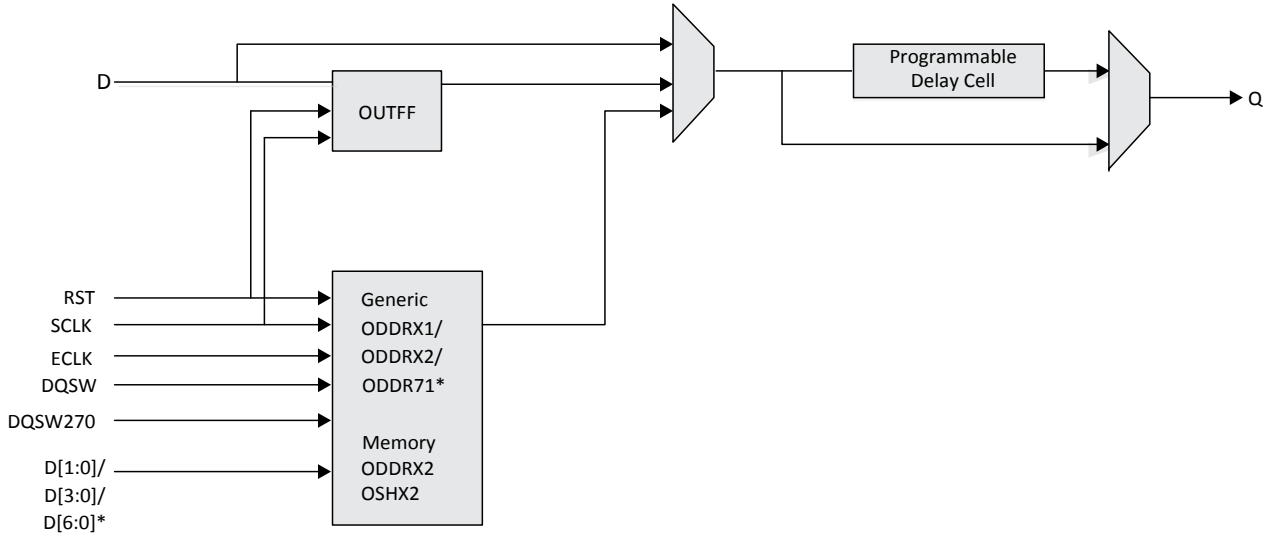 Programmable
Delay Cell
D
OUTFF
Q
RST
SCLK
ECLK
DQSW
DQSW270
D[1:0]/
D[3:0]/
D[6:0]*
Generic
ODDRX1/
ODDRX2/
ODDR71*
Memory
ODDRX2
OSHX2